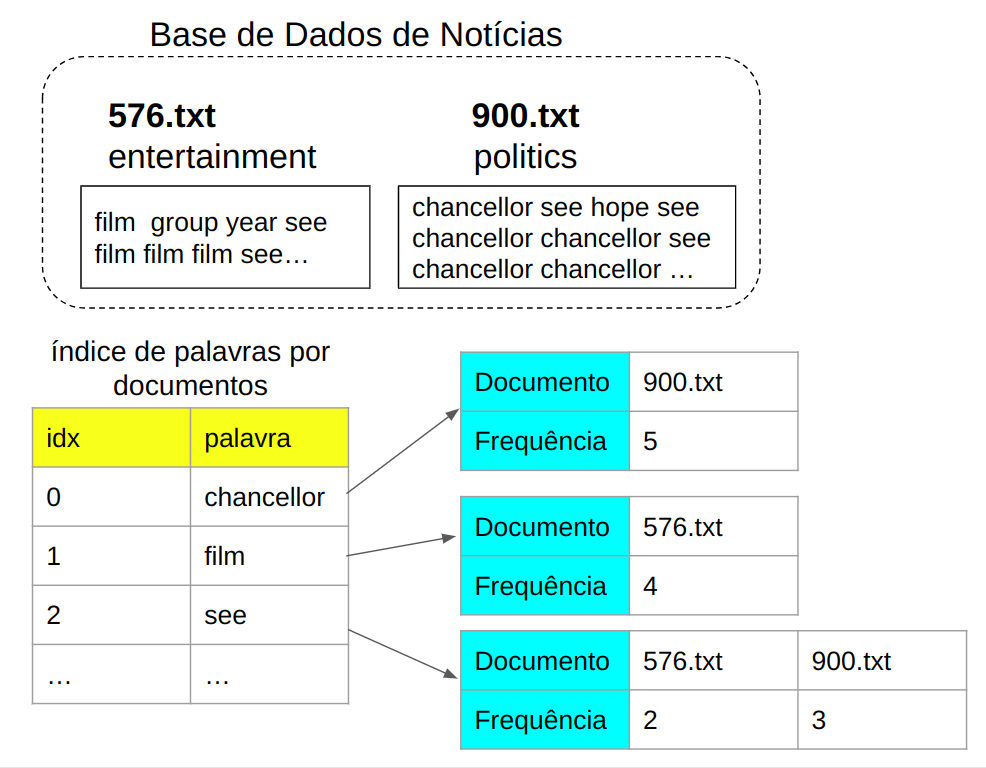 Base de Dados de Notícias
576.txt
entertainment
film  group year see
film film film see…
900.txt
politics
chancellor see hope see
chancellor chancellor see
chancellor chancellor …
índice de palavras por
documentos
idx palavra
0 chancellor
1 film
2 see
… …
Documento 900.txt
Frequência 5
Documento 576.txt
Frequência 4
Documento 576.txt 900.txt
Frequência 2 3